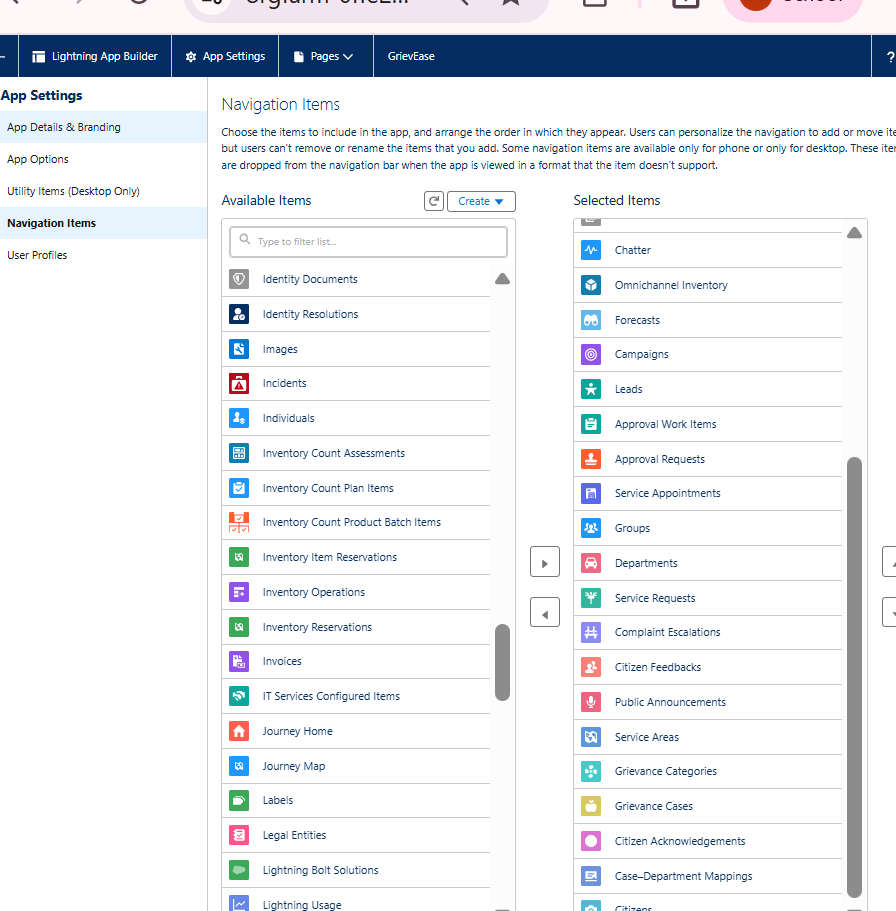 Lightning App Builder
App Settings
Pages
GrievEase
?
App Settings
App Details & Branding
App Options
Utility Items (Desktop Only)
Navigation Items
User Profiles
Navigation Items
Choose the items to include in the app, and arrange the order in which they appear. Users can personalize the navigation to add or move ite
but users can't remove or rename the items that you add. Some navigation items are available only for phone or only for desktop. These iter
are dropped from the navigation bar when the app is viewed in a format that the item doesn't support.
Available Items
Create
Type to filter list...
Identity Documents
Identity Resolutions
Images
Incidents
Individuals
Inventory Count Assessments
Inventory Count Plan Items
Inventory Count Product Batch Items
Inventory Item Reservations
Inventory Operations
Inventory Reservations
Invoices
IT Services Configured Items
Journey Home
Journey Map
Labels
Legal Entities
Lightning Bolt Solutions
Lightning Usage
Selected Items
Chatter
Omnichannel Inventory
Forecasts
Campaigns
Leads
Approval Work Items
Approval Requests
Service Appointments
Groups
Departments
Service Requests
Complaint Escalations
Citizen Feedbacks
Public Announcements
Service Areas
Grievance Categories
Grievance Cases
Citizen Acknowledgements
Case–Department Mappings
Citizens